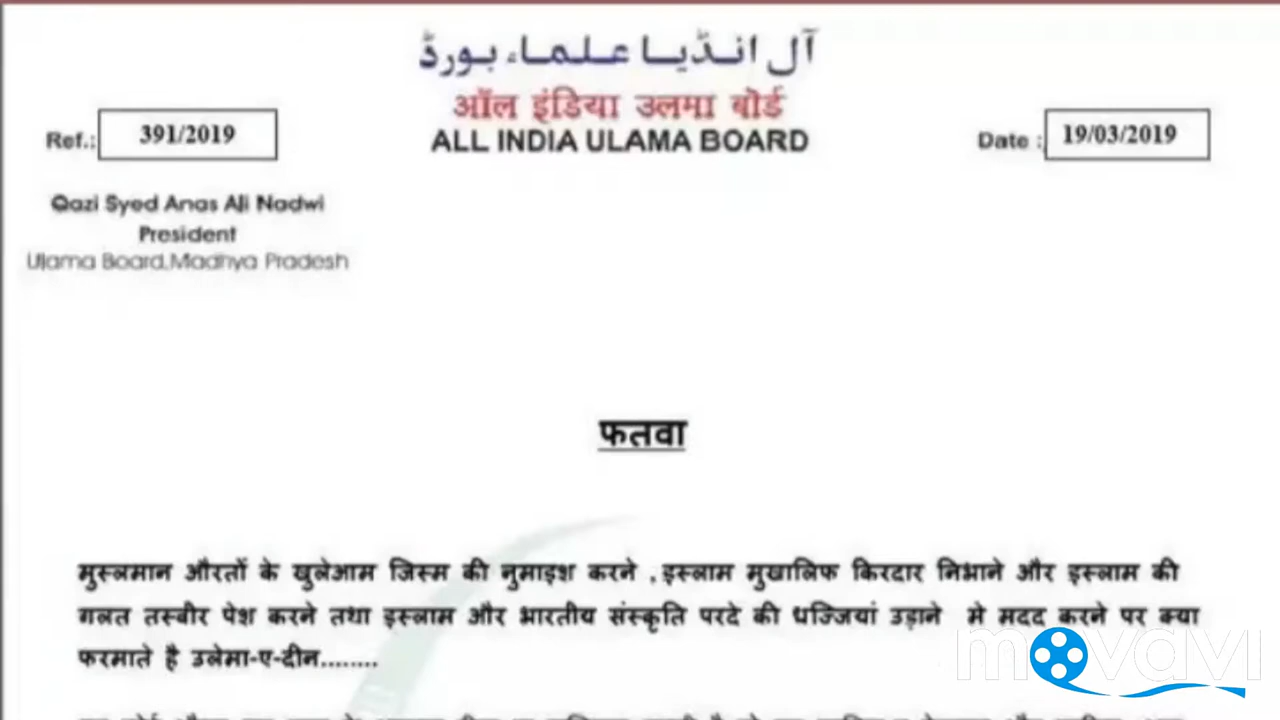 آل انڈیا علماء بورڈ
ऑल इंडिया उलमा बोर्ड
ALL INDIA ULAMA BOARD
Ref.: 391/2019
Date : 19/03/2019
Qazi Syed Anas Ali Nadwi
President
Ulama Board,Madhya Pradesh
फतवा
मुस्लमान औरतों के खुलेआम जिस्म की नुमाइश करने ,इस्लाम मुखालिफ किरदार निभाने और इस्लाम की
गलत तस्बीर पेश करने तथा इस्लाम और भारतीय संस्कृति परदे की धज्जियां उड़ाने मे मदद करने पर क्या
फरमाते है उलेमा-ए-दीन........
movavi